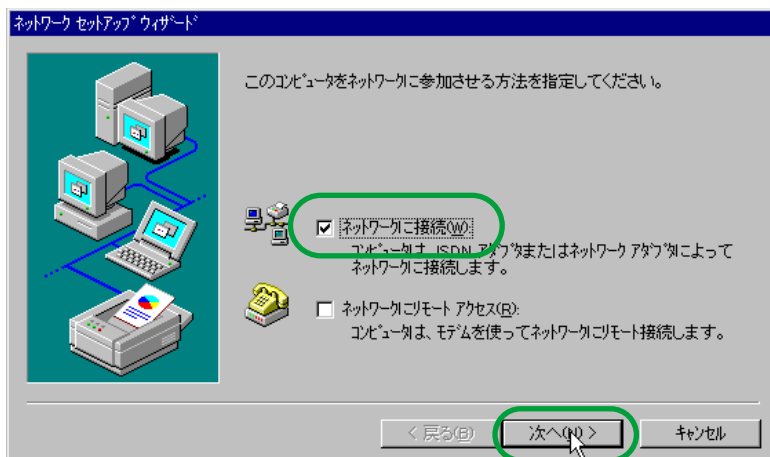 ネットワーク セットアップ ウィザード
このコンピュータをネットワークに参加させる方法を指定してください。
ネットワークに接続(W):
コンピュータは、ISDN アダプタまたはネットワーク アダプタによって
ネットワークに接続します。
ネットワークにリモート アクセス(R):
コンピュータは、モデムを使ってネットワークにリモート接続します。
< 戻る(B)
次へ(N) >
キャンセル